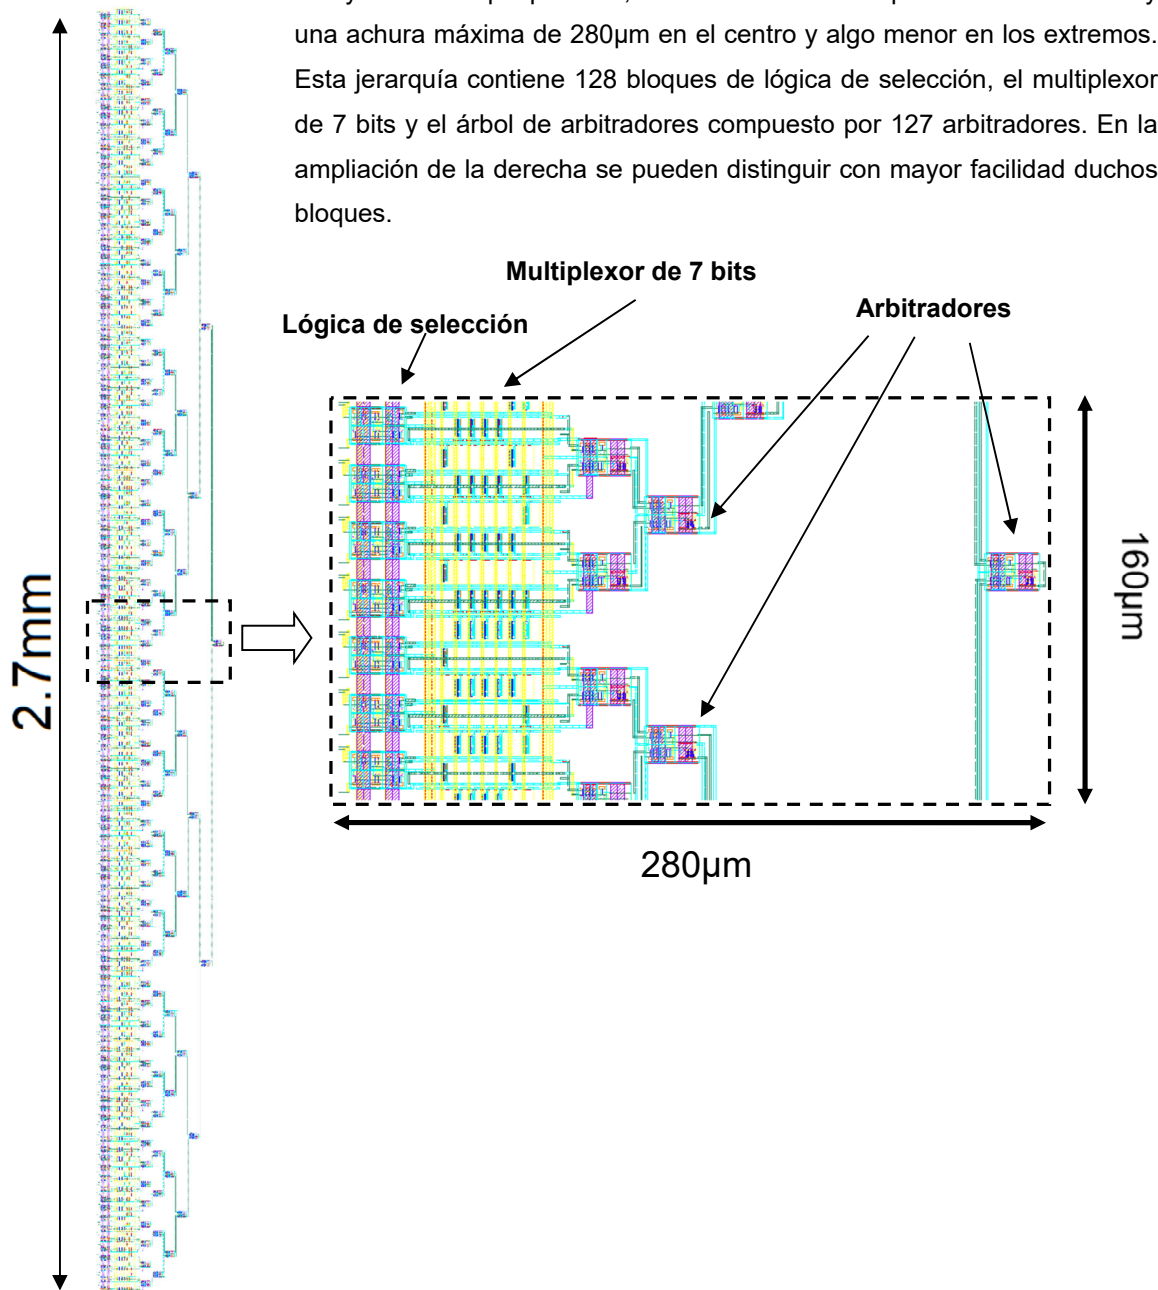 una achura máxima de 280µm en el centro y algo menor en los extremos.
Esta jerarquía contiene 128 bloques de lógica de selección, el multiplexor
de 7 bits y el árbol de arbitradores compuesto por 127 arbitradores. En la
ampliación de la derecha se pueden distinguir con mayor facilidad duchos
bloques.
Multiplexor de 7 bits
Lógica de selección
Arbitradores
2.7mm
160µm
280µm